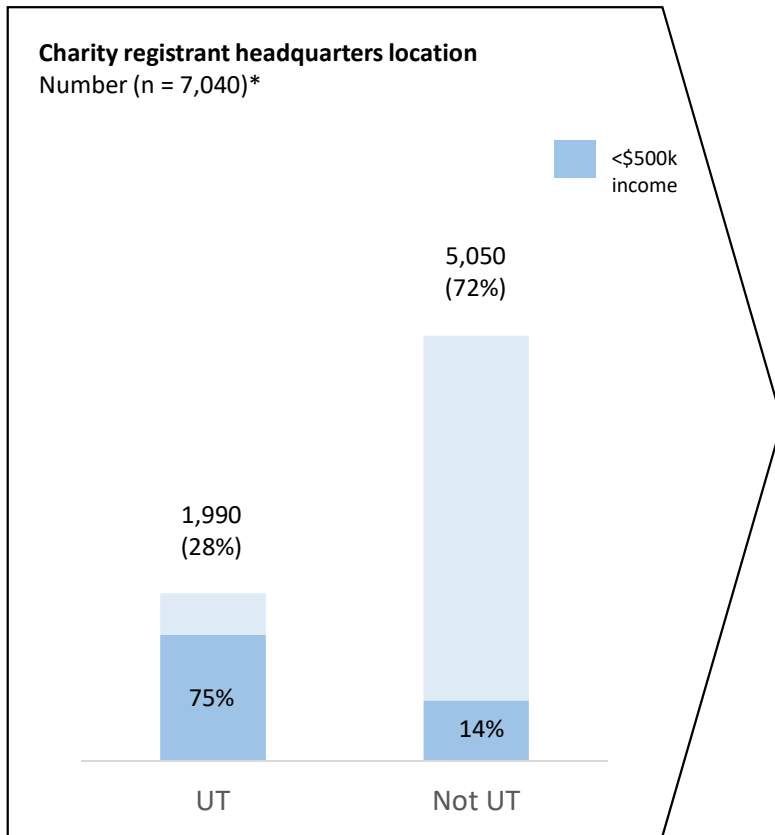 Charity registrant headquarters location
Number (n = 7,040)*
<$500k
income
5,050
(72%)
1,990
(28%)
75%
14%
UT
Not UT